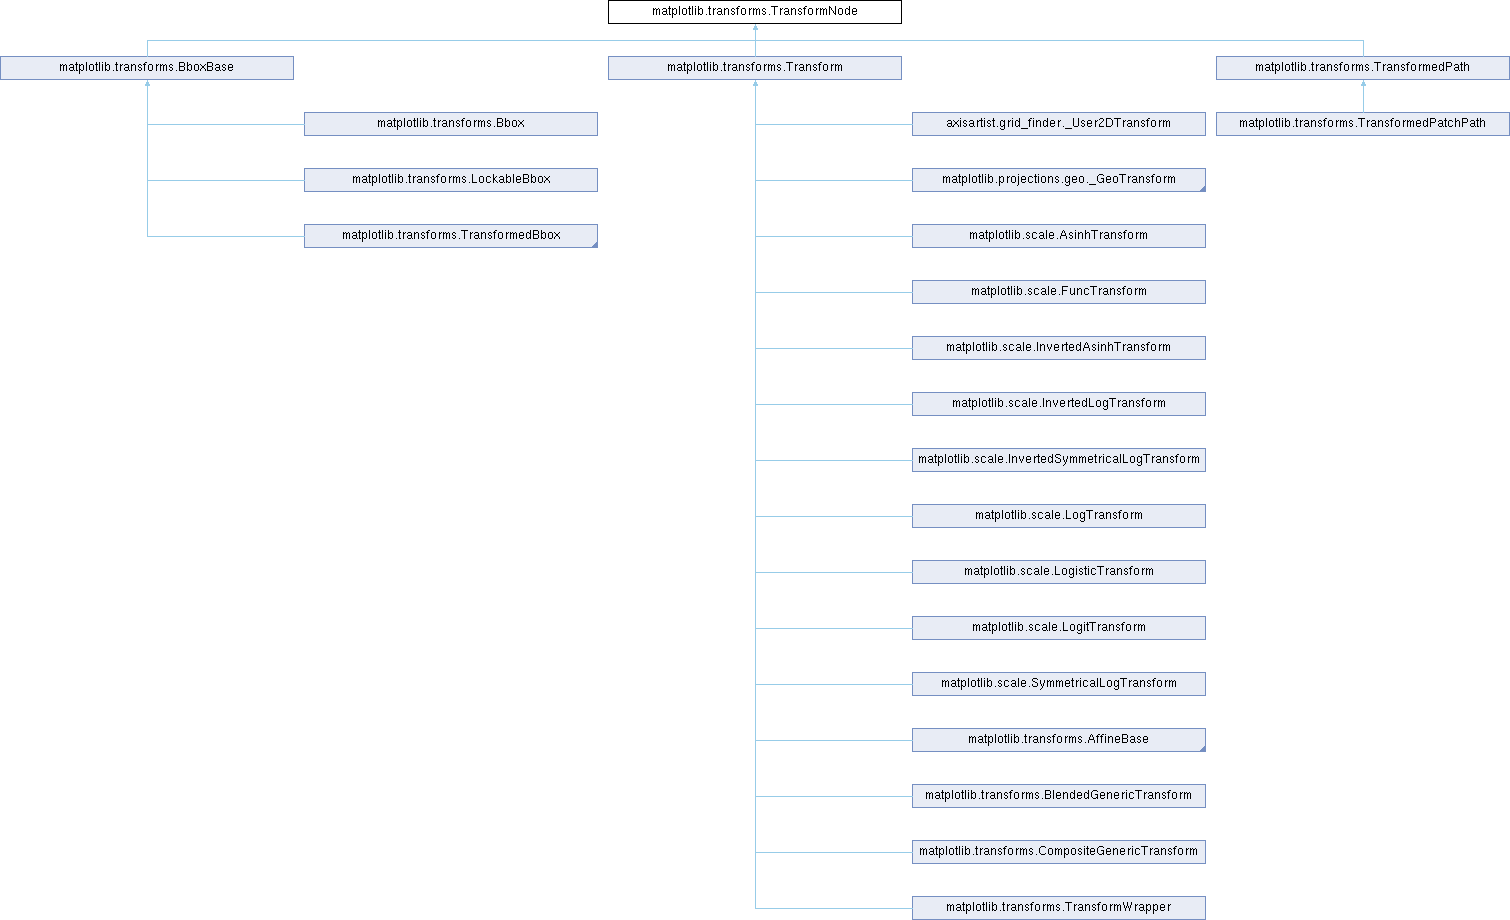 matplotlib.transforms.TransformNode
matplotlib.transforms.BboxBase
matplotlib.transforms.Transform
matplotlib.transforms.TransformedPath
matplotlib.transforms.Bbox
axisartist.grid_finder._User2DTransform
matplotlib.transforms.TransformedPatchPath
matplotlib.transforms.LockableBbox
matplotlib.projections.geo._GeoTransform
matplotlib.transforms.TransformedBbox
matplotlib.scale.AsinhTransform
matplotlib.scale.FuncTransform
matplotlib.scale.InvertedAsinhTransform
matplotlib.scale.InvertedLogTransform
matplotlib.scale.InvertedSymmetricalLogTransform
matplotlib.scale.LogTransform
matplotlib.scale.LogisticTransform
matplotlib.scale.LogitTransform
matplotlib.scale.SymmetricalLogTransform
matplotlib.transforms.AffineBase
matplotlib.transforms.BlendedGenericTransform
matplotlib.transforms.CompositeGenericTransform
matplotlib.transforms.TransformWrapper